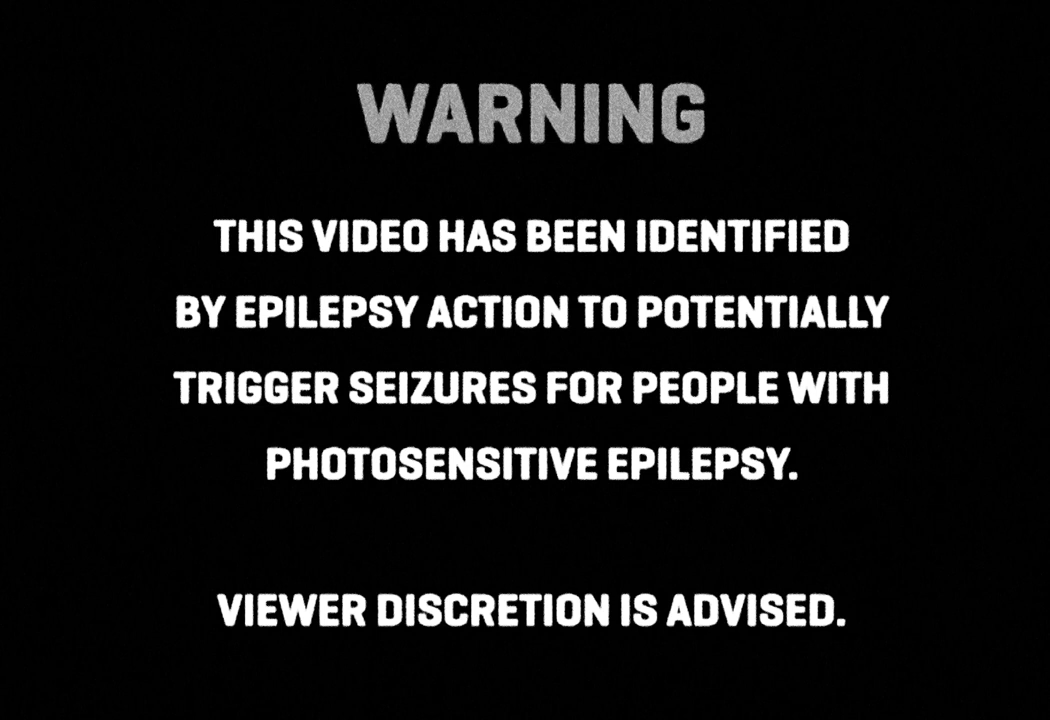 WARNING
THIS VIDEO HAS BEEN IDENTIFIED
BY EPILEPSY ACTION TO POTENTIALLY
TRIGGER SEIZURES FOR PEOPLE WITH
PHOTOSENSITIVE EPILEPSY.
VIEWER DISCRETION IS ADVISED.